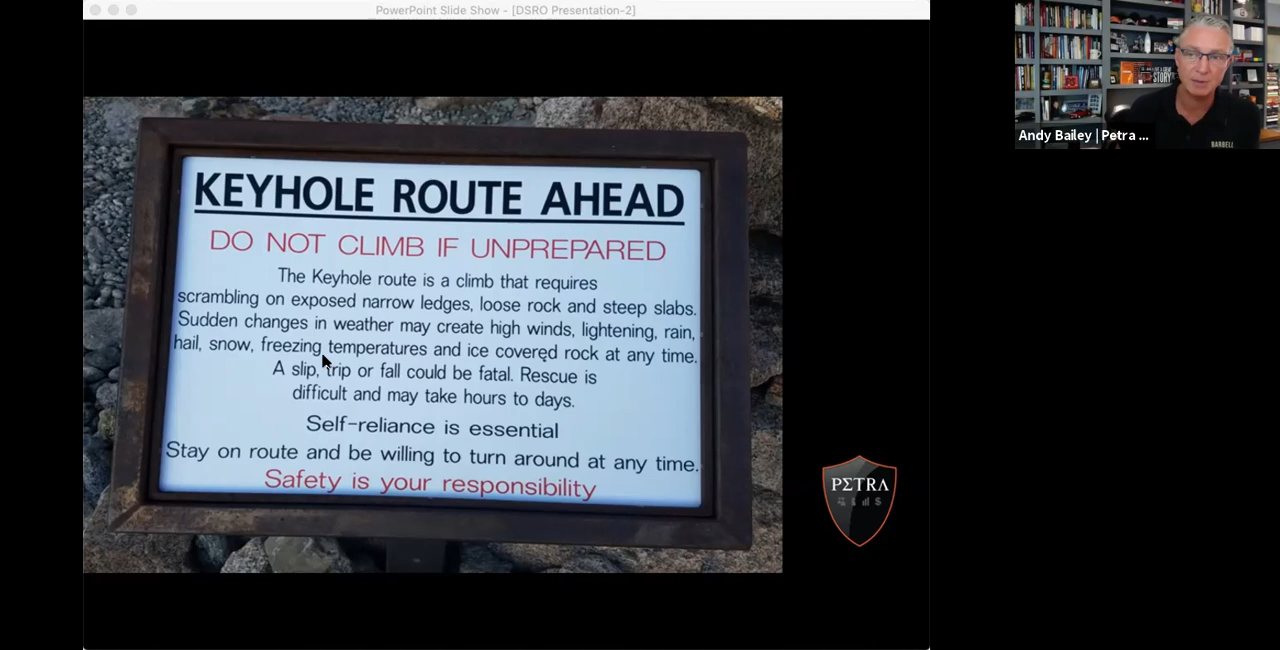 PowerPoint Slide Show - [DSRO Presentation-2]
KEYHOLE ROUTE AHEAD
DO NOT CLIMB IF UNPREPARED
The Keyhole route is a climb that requires
scrambling on exposed narrow ledges, loose rock and steep slabs.
Sudden changes in weather may create high winds, lightening, rain,
hail, snow, freezing temperatures and ice covered rock at any time.
A slip, trip or fall could be fatal. Rescue is
difficult and may take hours to days.
Self-reliance is essential
Stay on route and be willing to turn around at any time.
Safety is your responsibility
PΣTRA
STORY
Andy Bailey | Petra ...
BARBELL